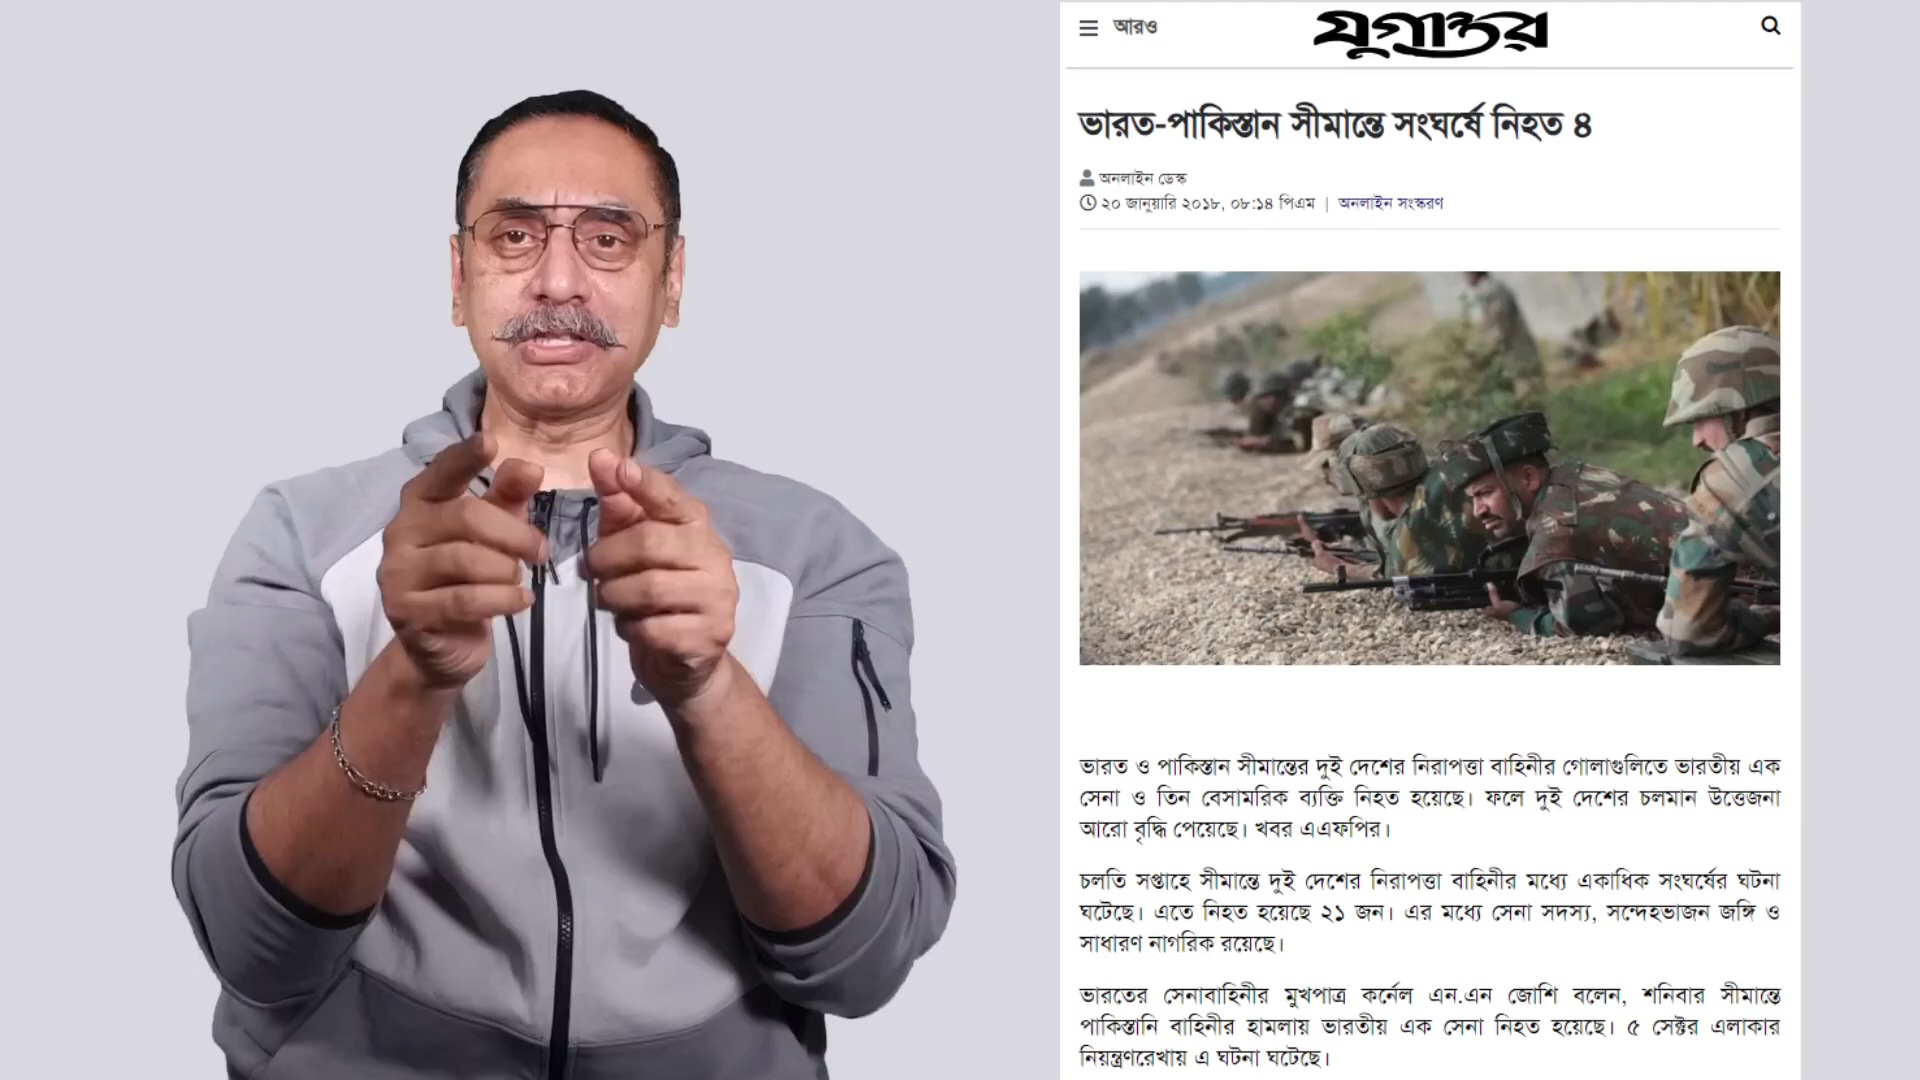 আরও
যুগান্তর
ভারত-পাকিস্তান সীমান্তে সংঘর্ষে নিহত ৪
অনলাইন ডেস্ক
২০ জানুয়ারি ২০১৮, ০৮:১৪ পিএম | অনলাইন সংস্করণ
ভারত ও পাকিস্তান সীমান্তের দুই দেশের নিরাপত্তা বাহিনীর গোলাগুলিতে ভারতীয় এক
সেনা ও তিন বেসামরিক ব্যক্তি নিহত হয়েছে। ফলে দুই দেশের চলমান উত্তেজনা
আরো বৃদ্ধি পেয়েছে। খবর এএফপির।
চলতি সপ্তাহে সীমান্তে দুই দেশের নিরাপত্তা বাহিনীর মধ্যে একাধিক সংঘর্ষের ঘটনা
ঘটেছে। এতে নিহত হয়েছে ২১ জন। এর মধ্যে সেনা সদস্য, সন্দেহভাজন জঙ্গি ও
সাধারণ নাগরিক রয়েছে।
ভারতের সেনাবাহিনীর মুখপাত্র কর্নেল এন.এন জোশি বলেন, শনিবার সীমান্তে
পাকিস্তানি বাহিনীর হামলায় ভারতীয় এক সেনা নিহত হয়েছে। ৫ সেক্টর এলাকার
নিয়ন্ত্রণরেখায় এ ঘটনা ঘটেছে।